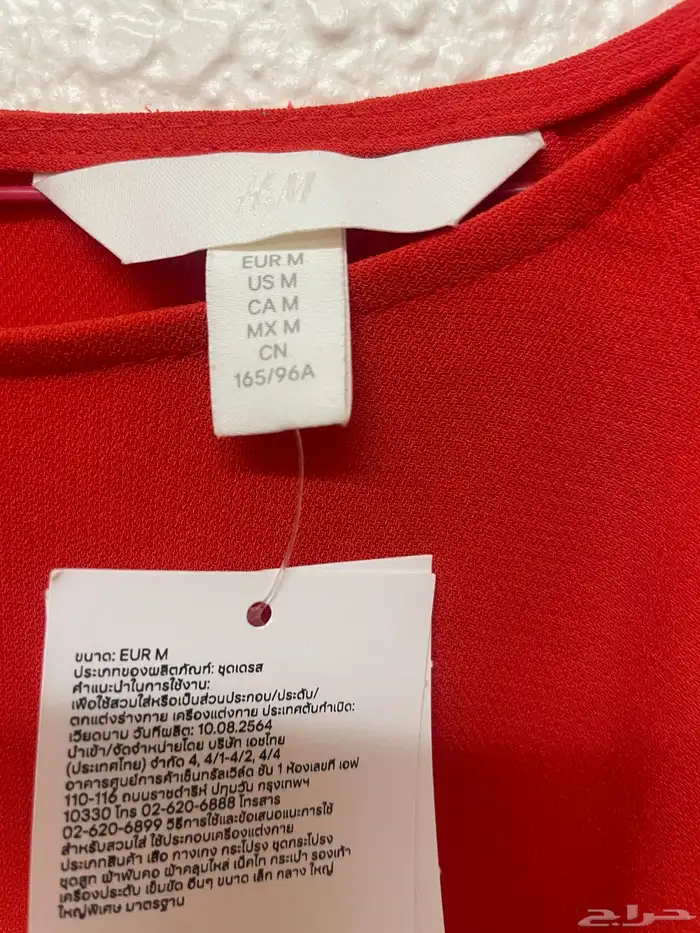 H&M
EUR M
US M
CA M
MX M
CN
165/96A
ขนาด: EUR M
ประเภทของผลิตภัณฑ์: ชุดเดรส
คำแนะนำในการใช้งาน:
เพื่อใช้สวมใส่หรือเป็นส่วนประกอบ/ประดับ/
ตกแต่งร่างกาย เครื่องแต่งกาย ประเทศต้นกำเนิด:
เวียดนาม วันที่ผลิต: 10.08.2564
นำเข้า/จัดจำหน่ายโดย บริษัท เอชไทย
(ประเทศไทย) จำกัด 4, 4/1-4/2, 4/4
อาคารศูนย์การค้าเซ็นทรัลเวิลด์ ชั้น 1 ห้องเลขที่ เอฟ
110-116 ถนนราชดำริห์ ปทุมวัน กรุงเทพฯ
10330 โทร 02-620-6888 โทรสาร
02-620-6899 วิธีการใช้และข้อเสนอแนะการใช้
สำหรับสวมใส่ ใช้ประกอบเครื่องแต่งกาย
ประเภทสินค้า เสื้อ กางเกง กระโปรง ชุดกระโปรง
ชุดสูท ผ้าพันคอ ผ้าคลุมไหล่ เน็คไท กระเป๋า รองเท้า
เครื่องประดับ เข็มขัด อื่นๆ ขนาด เล็ก กลาง ใหญ่
ใหญ่พิเศษ มาตรฐาน
حراج